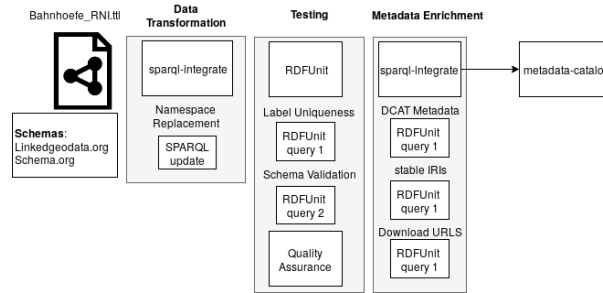 Bahnhoefe_RNI.ttl
Schemas:
Linkedgeodata.org
Schema.org
Data
Transformation
sparql-integrate
Namespace
Replacement
SPARQL
update
Testing
RDFUnit
Label Uniqueness
RDFUnit
query 1
Schema Validation
RDFUnit
query 2
Quality
Assurance
Metadata Enrichment
sparql-integrate
DCAT Metadata
RDFUnit
query 1
stable IRIs
RDFUnit
query 1
Download URLS
RDFUnit
query 1
metadata-catalo